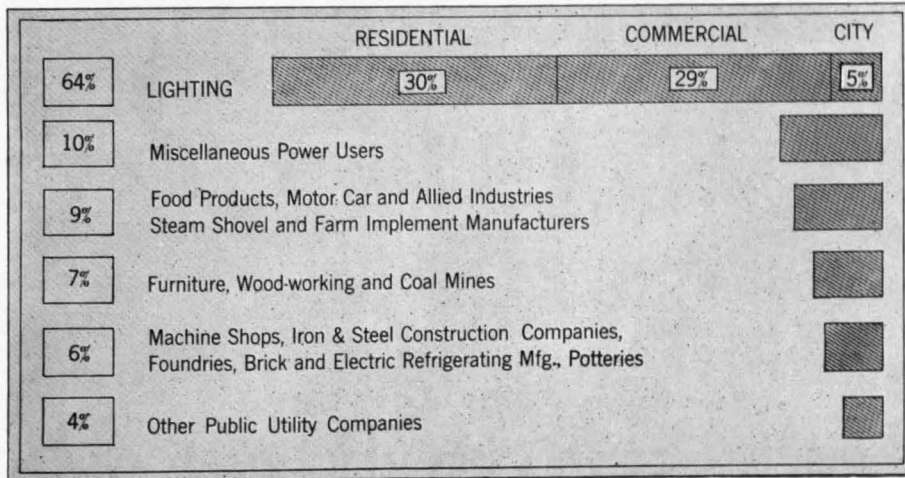 RESIDENTIAL COMMERCIAL CITY
64% LIGHTING 30% 29% 5%
10% Miscellaneous Power Users
9% Food Products, Motor Car and Allied Industries
Steam Shovel and Farm Implement Manufacturers
7% Furniture, Wood-working and Coal Mines
6% Machine Shops, Iron & Steel Construction Companies,
Foundries, Brick and Electric Refrigerating Mfg., Potteries
4% Other Public Utility Companies